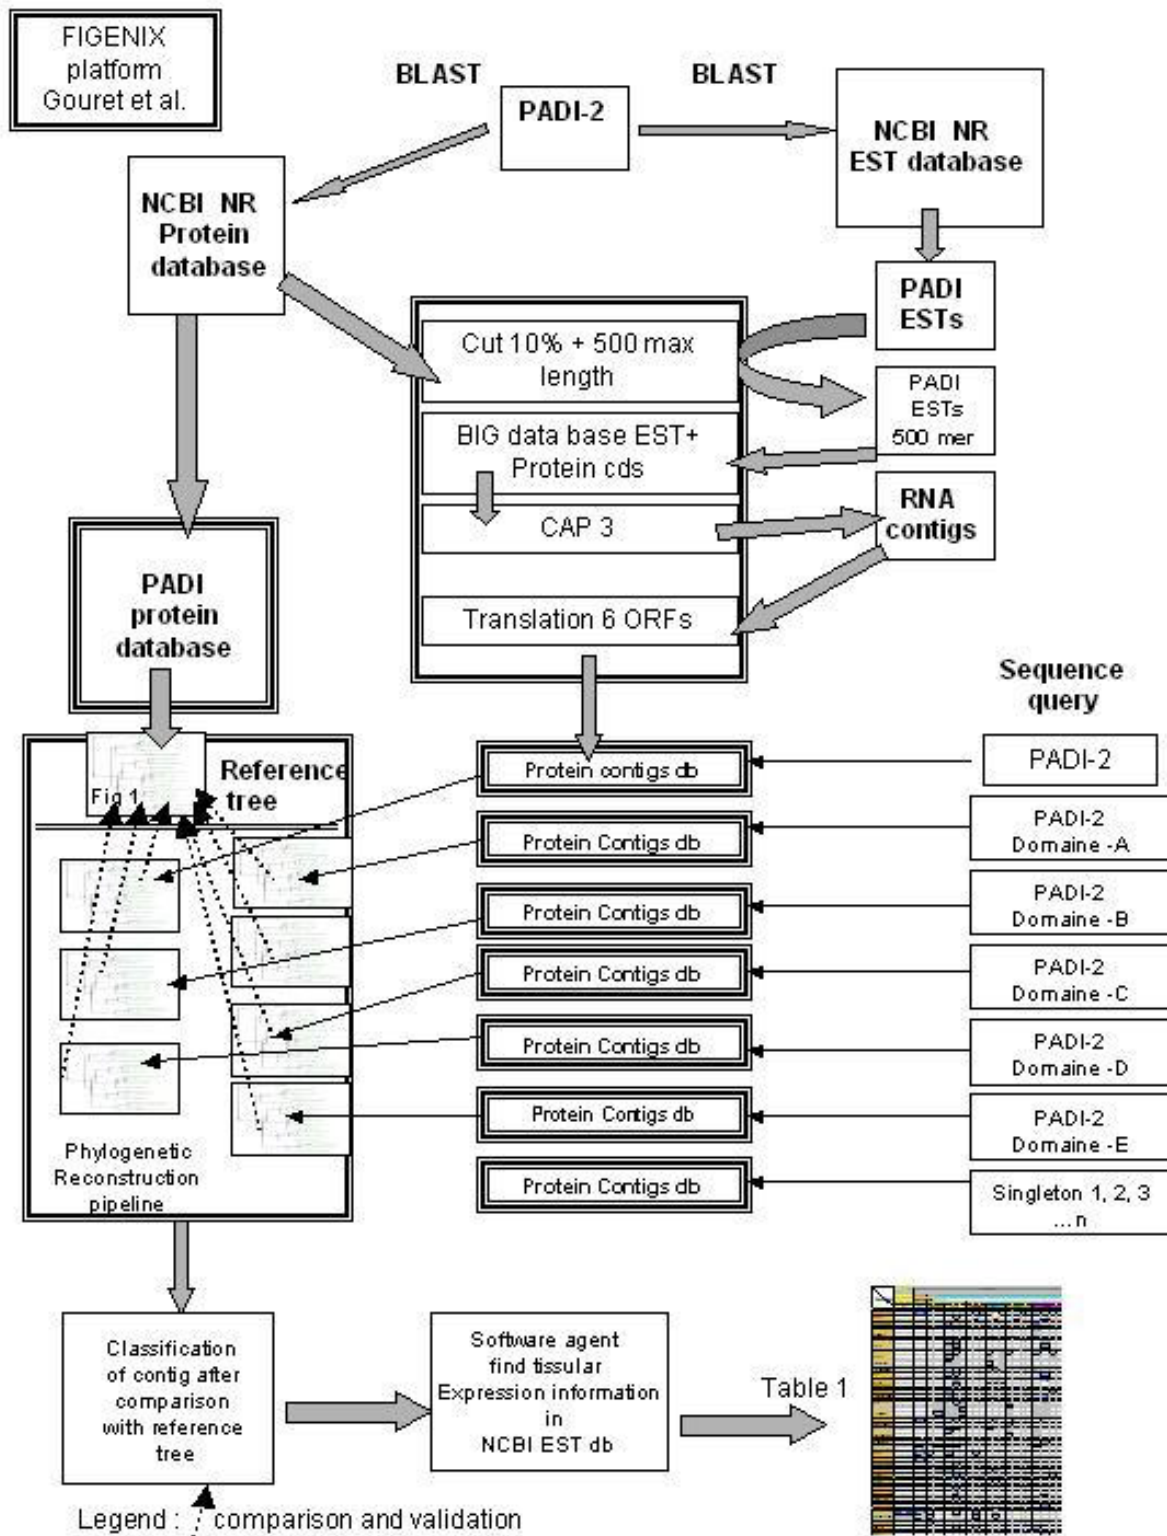 FIGENIX
platform
Gouret et al.
BLAST
BLAST
PADI-2
NCBI NR
EST database
NCBI NR
Protein
database
PADI
ESTs
Cut 10% + 500 max
length
PADI
ESTs
500 mer
BIG data base EST+
Protein cds
RNA
contigs
CAP 3
PADI
protein
database
Translation 6 ORFs
Sequence
query
Reference
tree
Fig 1
Protein contigs db
PADI-2
Protein Contigs db
PADI-2
Domaine -A
Protein Contigs db
PADI-2
Domaine -B
Protein Contigs db
PADI-2
Domaine -C
Protein Contigs db
PADI-2
Domaine -D
Protein Contigs db
PADI-2
Domaine -E
Protein Contigs db
Singleton 1, 2, 3
...n
Phylogenetic
Reconstruction
pipeline
Classification
of contig after
comparison
with reference
tree
Software agent
find tissular
Expression information
in
NCBI EST db
Table 1
Legend : comparison and validation